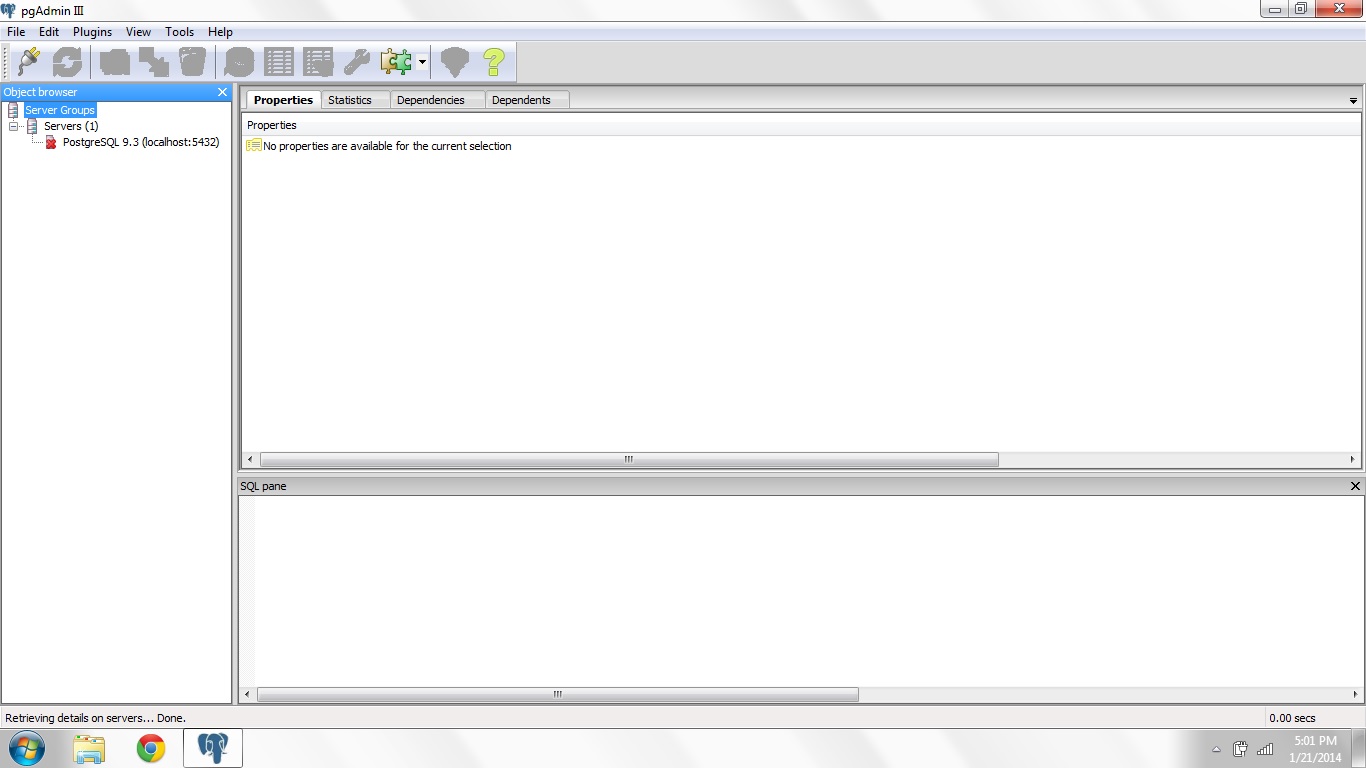 pgAdmin III
File Edit Plugins View Tools Help
Object browser
Server Groups
Servers (1)
PostgreSQL 9.3 (localhost:5432)
Properties Statistics Dependencies Dependents
Properties
No properties are available for the current selection
SQL pane
Retrieving details on servers... Done.
0.00 secs
5:01 PM
1/21/2014